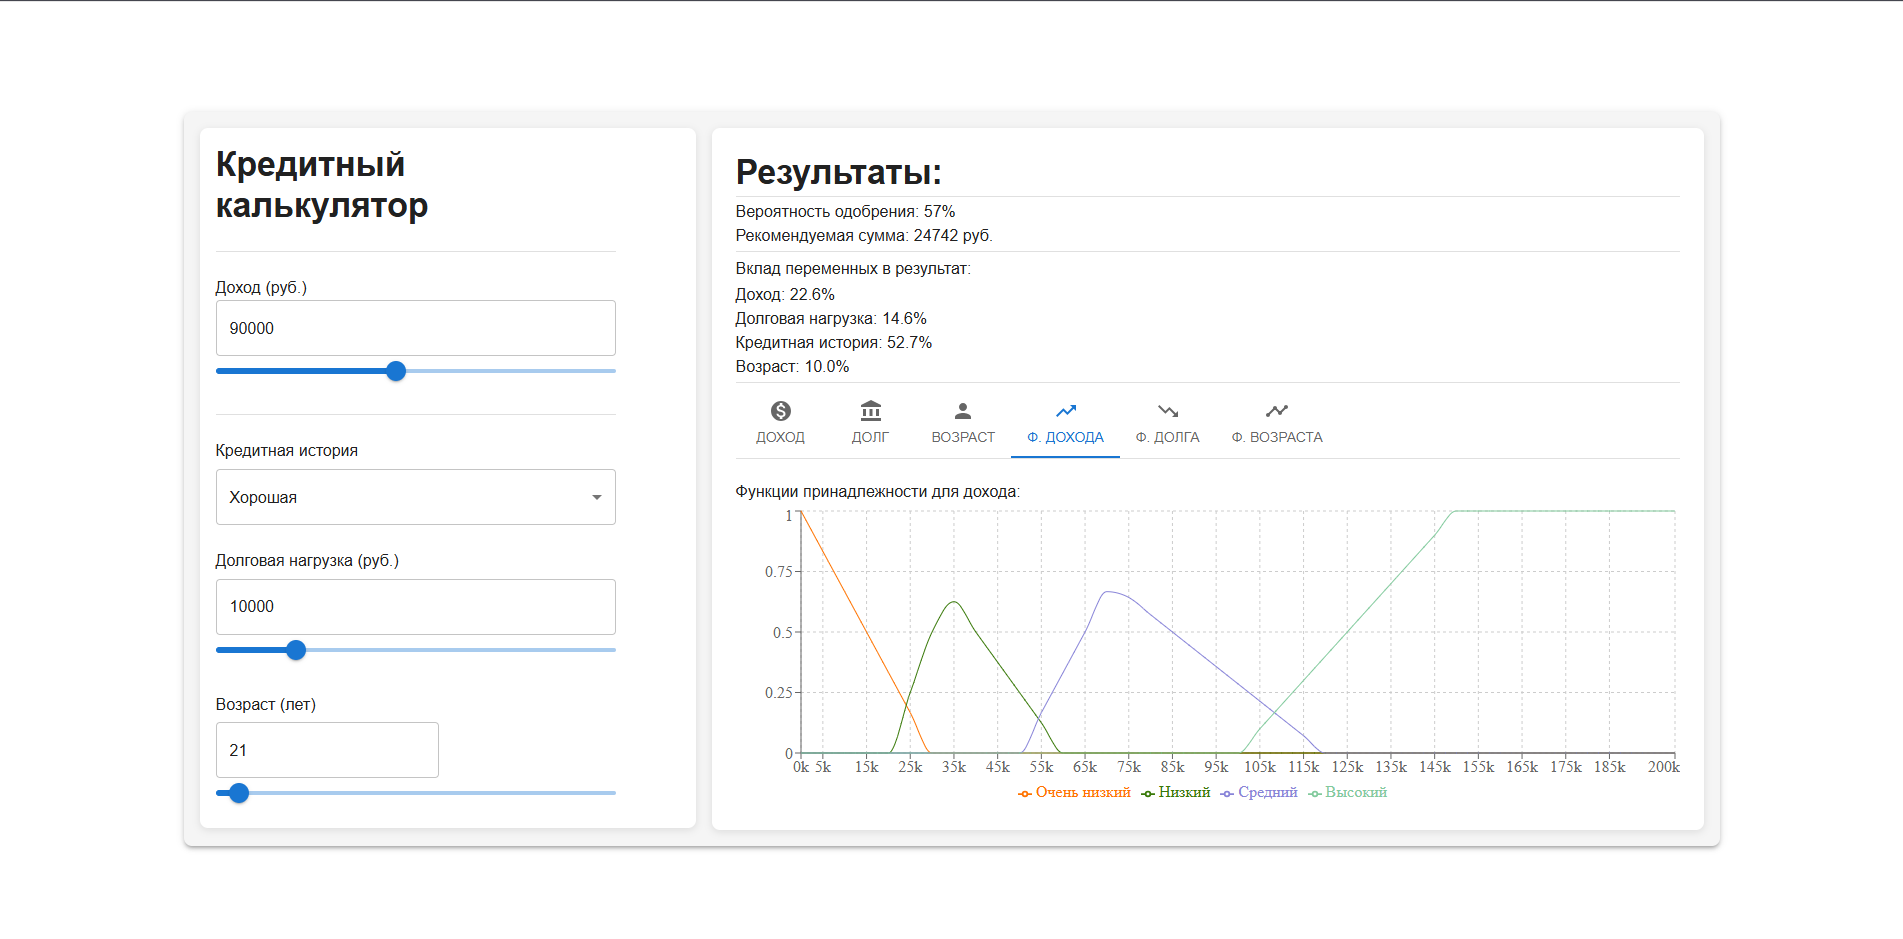 Кредитный
калькулятор
Доход (руб.)
90000
Кредитная история
Хорошая
Долговая нагрузка (руб.)
10000
Возраст (лет)
21
Результаты:
Вероятность одобрения: 57%
Рекомендуемая сумма: 24742 руб.
Вклад переменных в результат:
Доход: 22.6%
Долговая нагрузка: 14.6%
Кредитная история: 52.7%
Возраст: 10.0%
ДОХОД ДОЛГ ВОЗРАСТ Ф. ДОХОДА Ф. ДОЛГА Ф. ВОЗРАСТА
Функции принадлежности для дохода:
1
0.75
0.5
0.25
0
0k 5k 15k 25k 35k 45k 55k 65k 75k 85k 95k 105k 115k 125k 135k 145k 155k 165k 175k 185k 200k
Очень низкий Низкий Средний Высокий